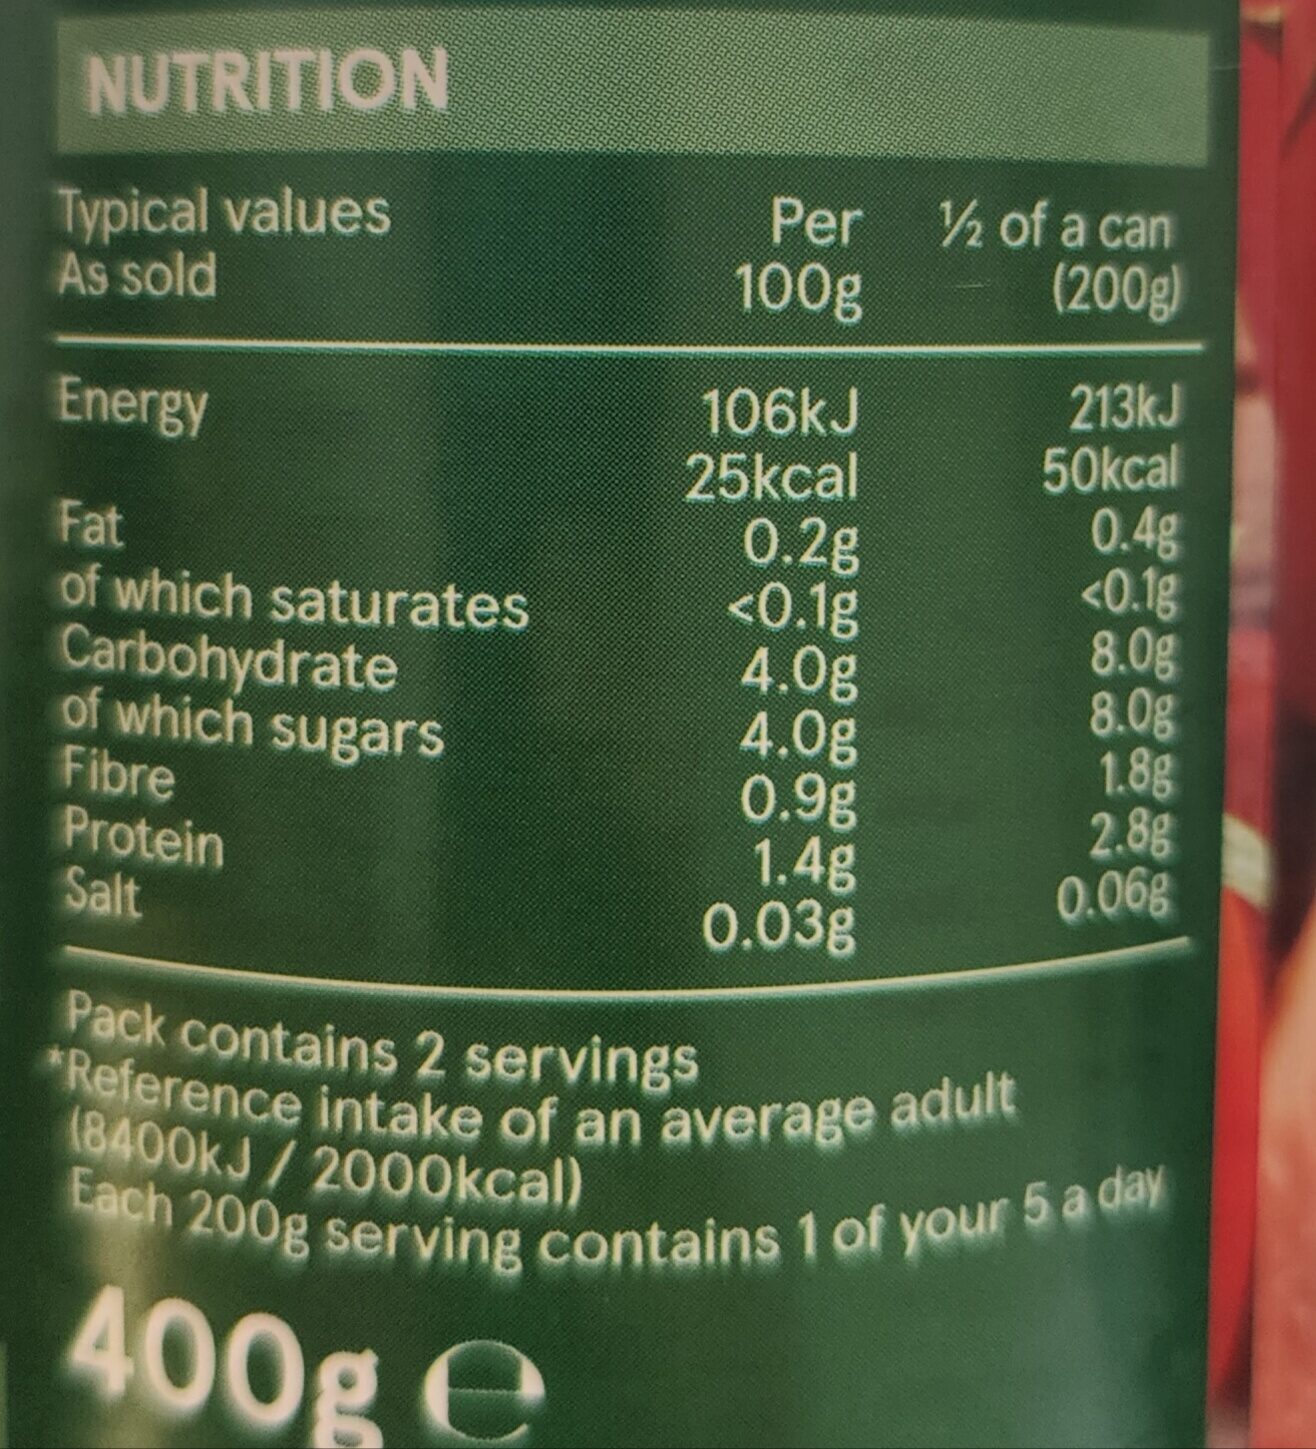 NUTRITION
Typical values Per ½ of a can
As sold 100g (200g)
Energy 106kJ 213kJ
25kcal 50kcal
Fat 0.2g 0.4g
of which saturates <0.1g <0.1g
Carbohydrate 4.0g 8.0g
of which sugars 4.0g 8.0g
Fibre 0.9g 1.8g
Protein 1.4g 2.8g
Salt 0.03g 0.06g
Pack contains 2 servings
*Reference intake of an average adult
(8400kJ / 2000kcal)
Each 200g serving contains 1 of your 5 a day
400g ℮